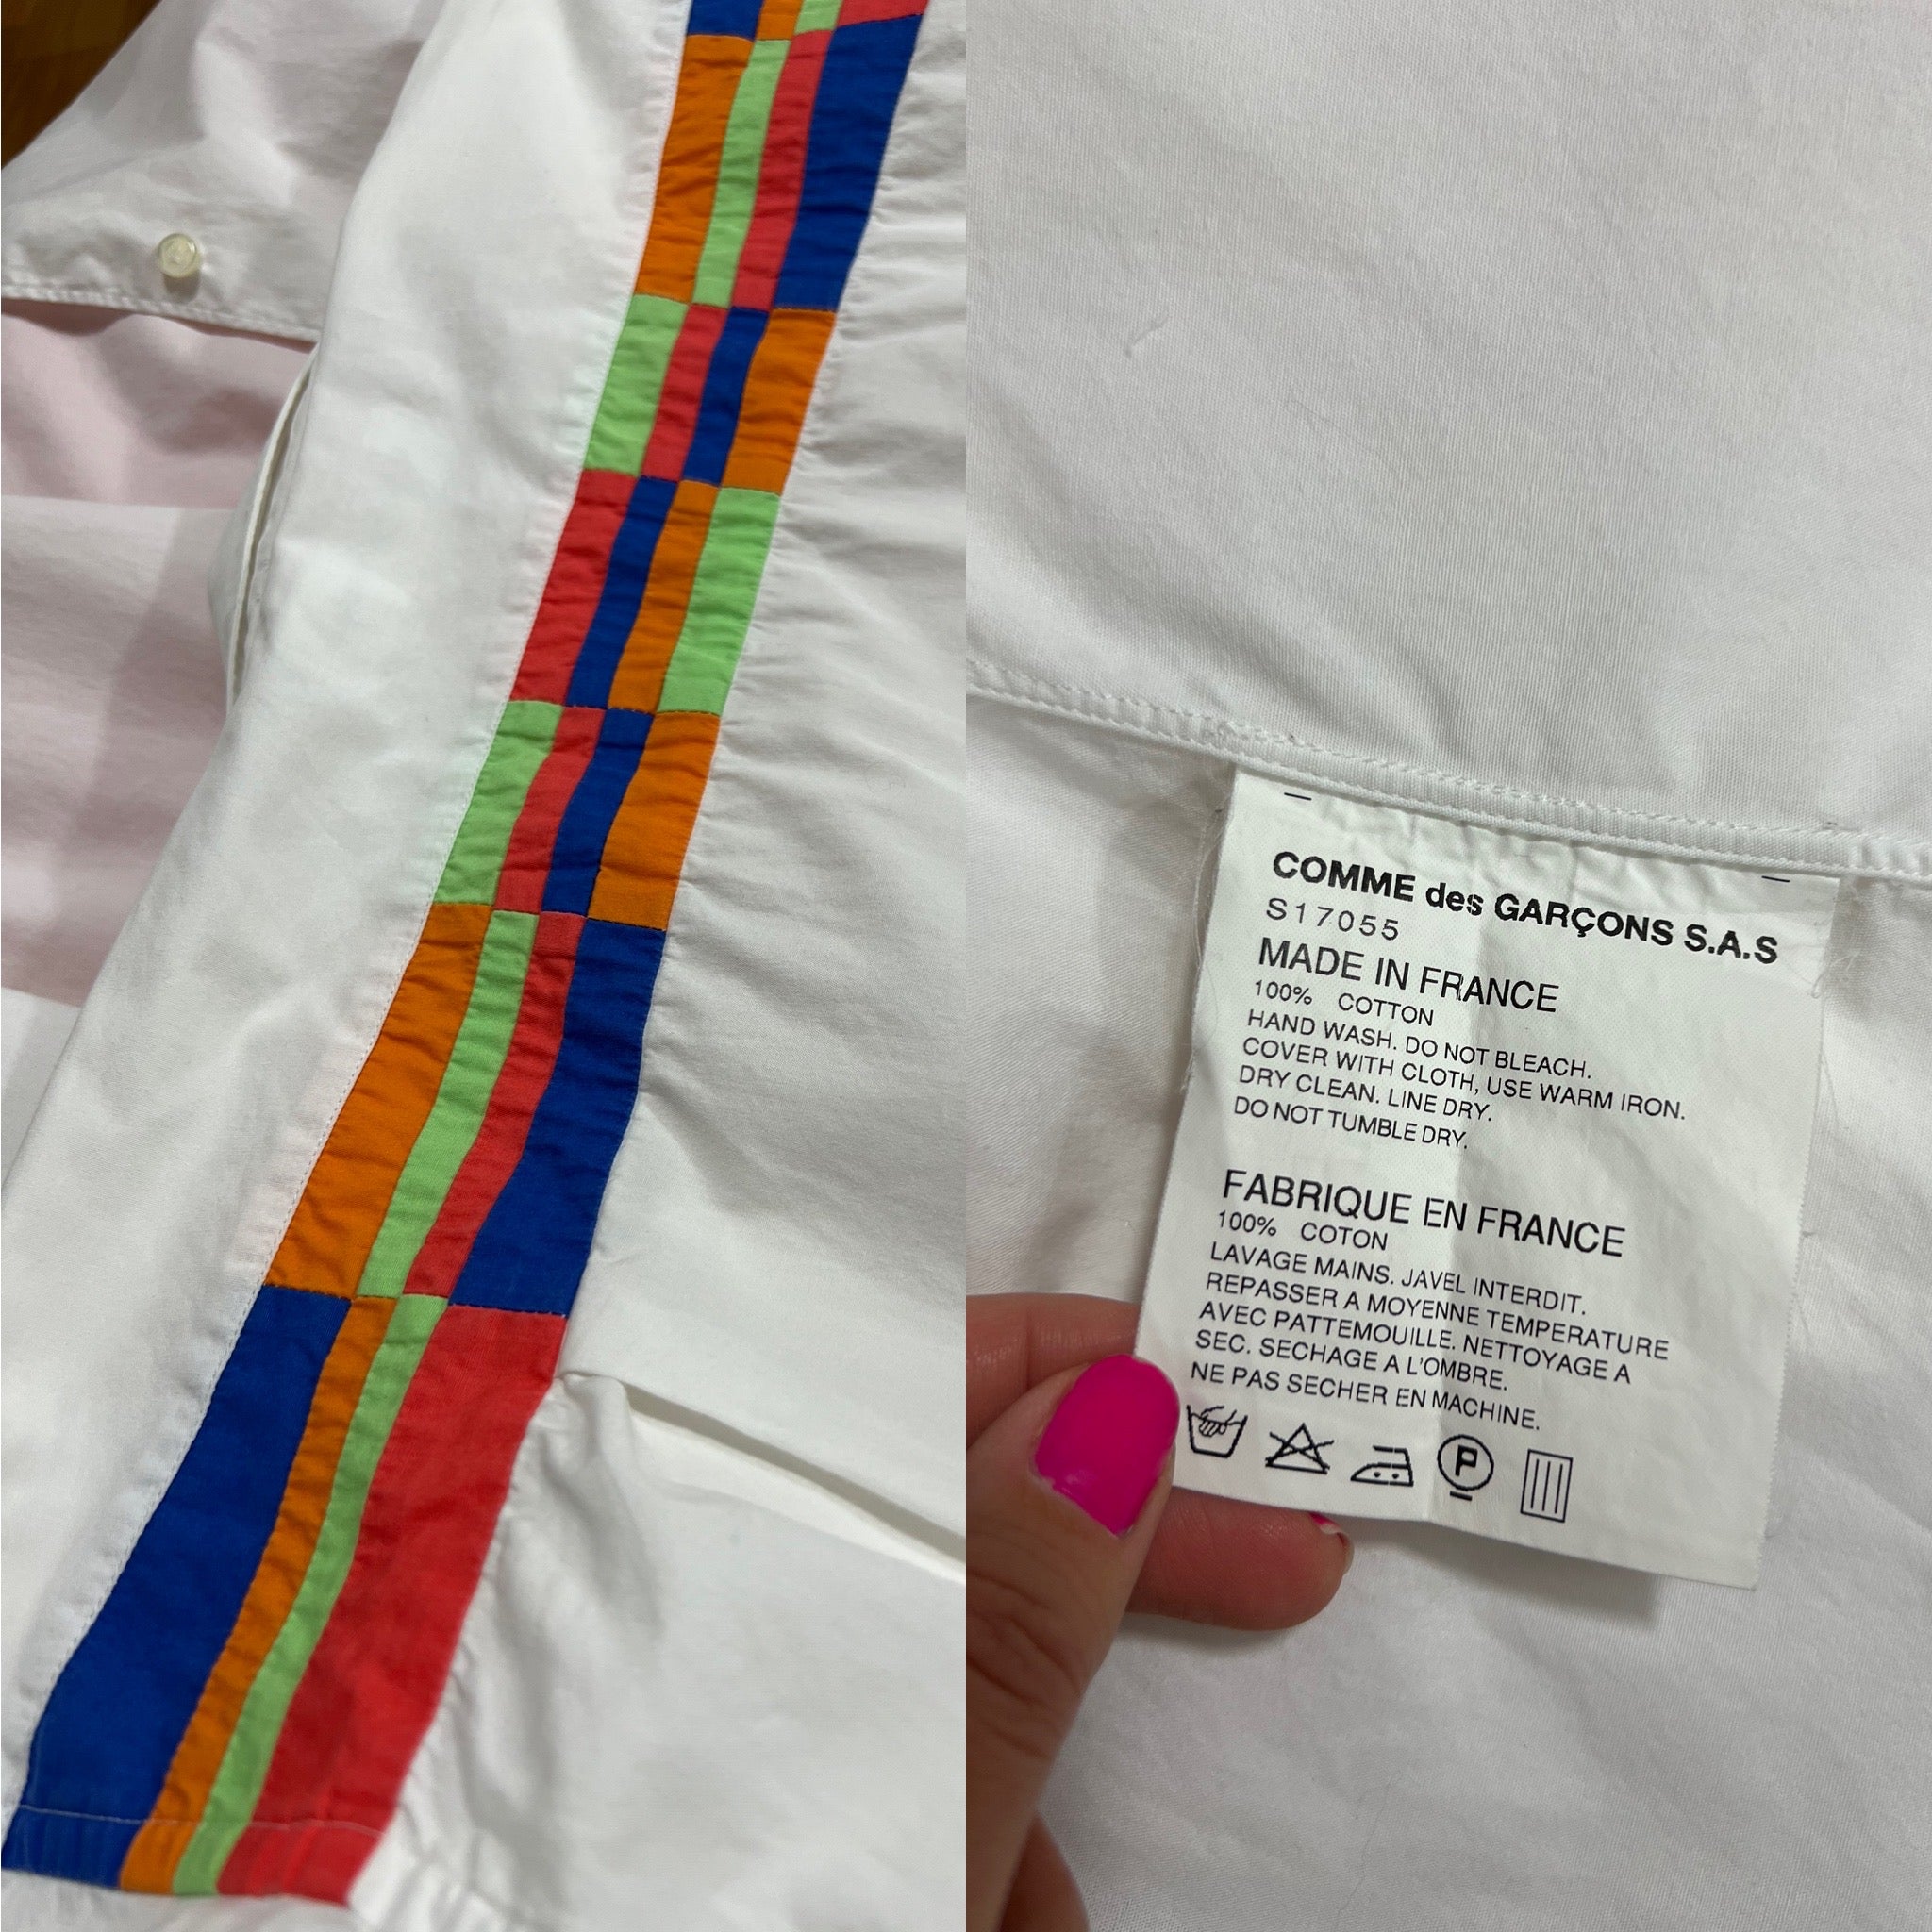 COMME des GARÇONS S.A.S
S17055
MADE IN FRANCE
100% COTTON
HAND WASH. DO NOT BLEACH.
COVER WITH CLOTH, USE WARM IRON.
DRY CLEAN. LINE DRY.
DO NOT TUMBLE DRY.
FABRIQUE EN FRANCE
100% COTON
LAVAGE MAINS. JAVEL INTERDIT.
REPASSER A MOYENNE TEMPERATURE
AVEC PATTEMOUILLE. NETTOYAGE A
SEC. SECHAGE A L'OMBRE.
NE PAS SECHER EN MACHINE.
P